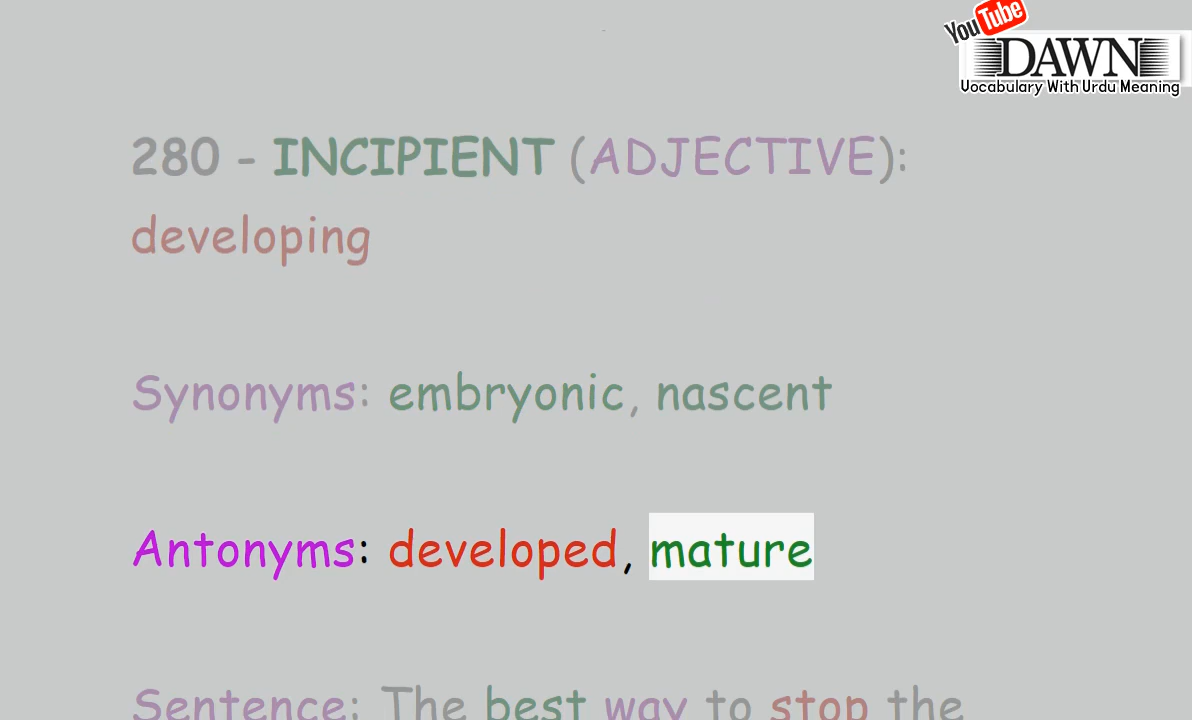 YouTube
DAWN
Vocabulary With Urdu Meaning
280 - INCIPIENT (ADJECTIVE):
developing
Synonyms: embryonic, nascent
Antonyms: developed, mature
Sentence: The best way to stop the